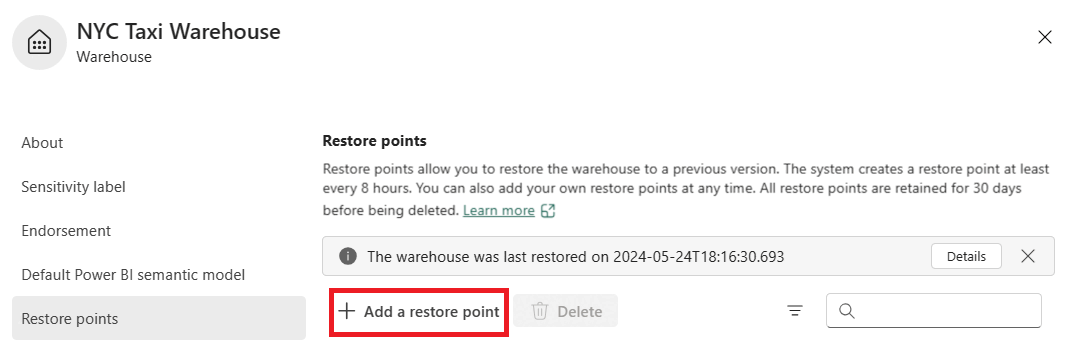 NYC Taxi Warehouse
Warehouse
About
Sensitivity label
Endorsement
Default Power BI semantic model
Restore points
Restore points
Restore points allow you to restore the warehouse to a previous version. The system creates a restore point at least
every 8 hours. You can also add your own restore points at any time. All restore points are retained for 30 days
before being deleted. Learn more
The warehouse was last restored on 2024-05-24T18:16:30.693 Details
Add a restore point Delete